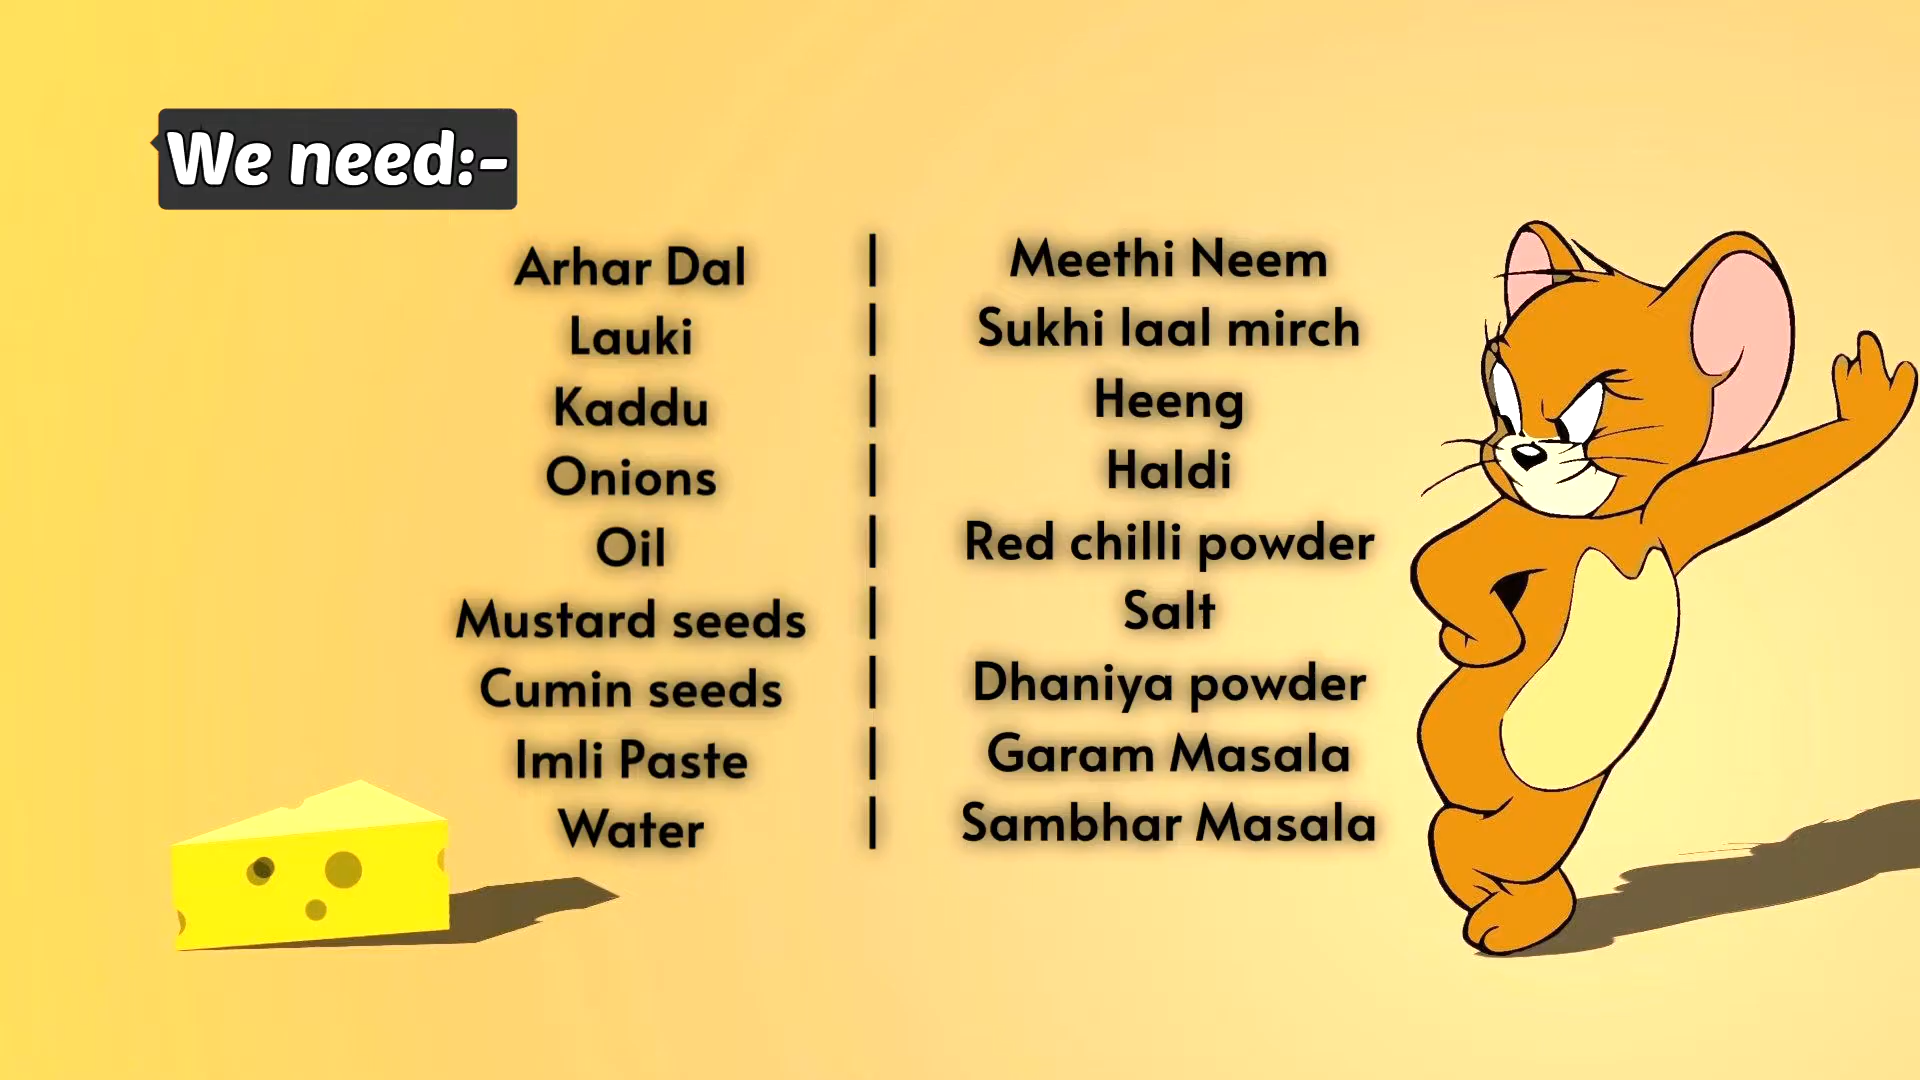 We need:-
Arhar Dal | Meethi Neem
Lauki | Sukhi laal mirch
Kaddu | Heeng
Onions | Haldi
Oil | Red chilli powder
Mustard seeds | Salt
Cumin seeds | Dhaniya powder
Imli Paste | Garam Masala
Water | Sambhar Masala